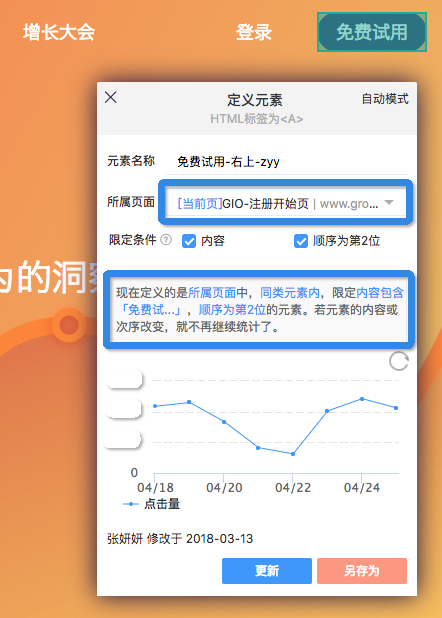 增长大会 登录 免费试用
定义元素 自动模式
HTML标签为<A>
元素名称 免费试用-右上-zyy
所属页面 [当前页]GIO-注册开始页 | www.gro...
限定条件 ? 内容 顺序为第2位
的洞
现在定义的是所属页面中，同类元素内，限定内容包含
「免费试...」，顺序为第2位的元素。若元素的内容或
次序改变，就不再继续统计了。
0
04/18 04/20 04/22 04/24
点击量
张妍妍 修改于 2018-03-13
更新 另存为